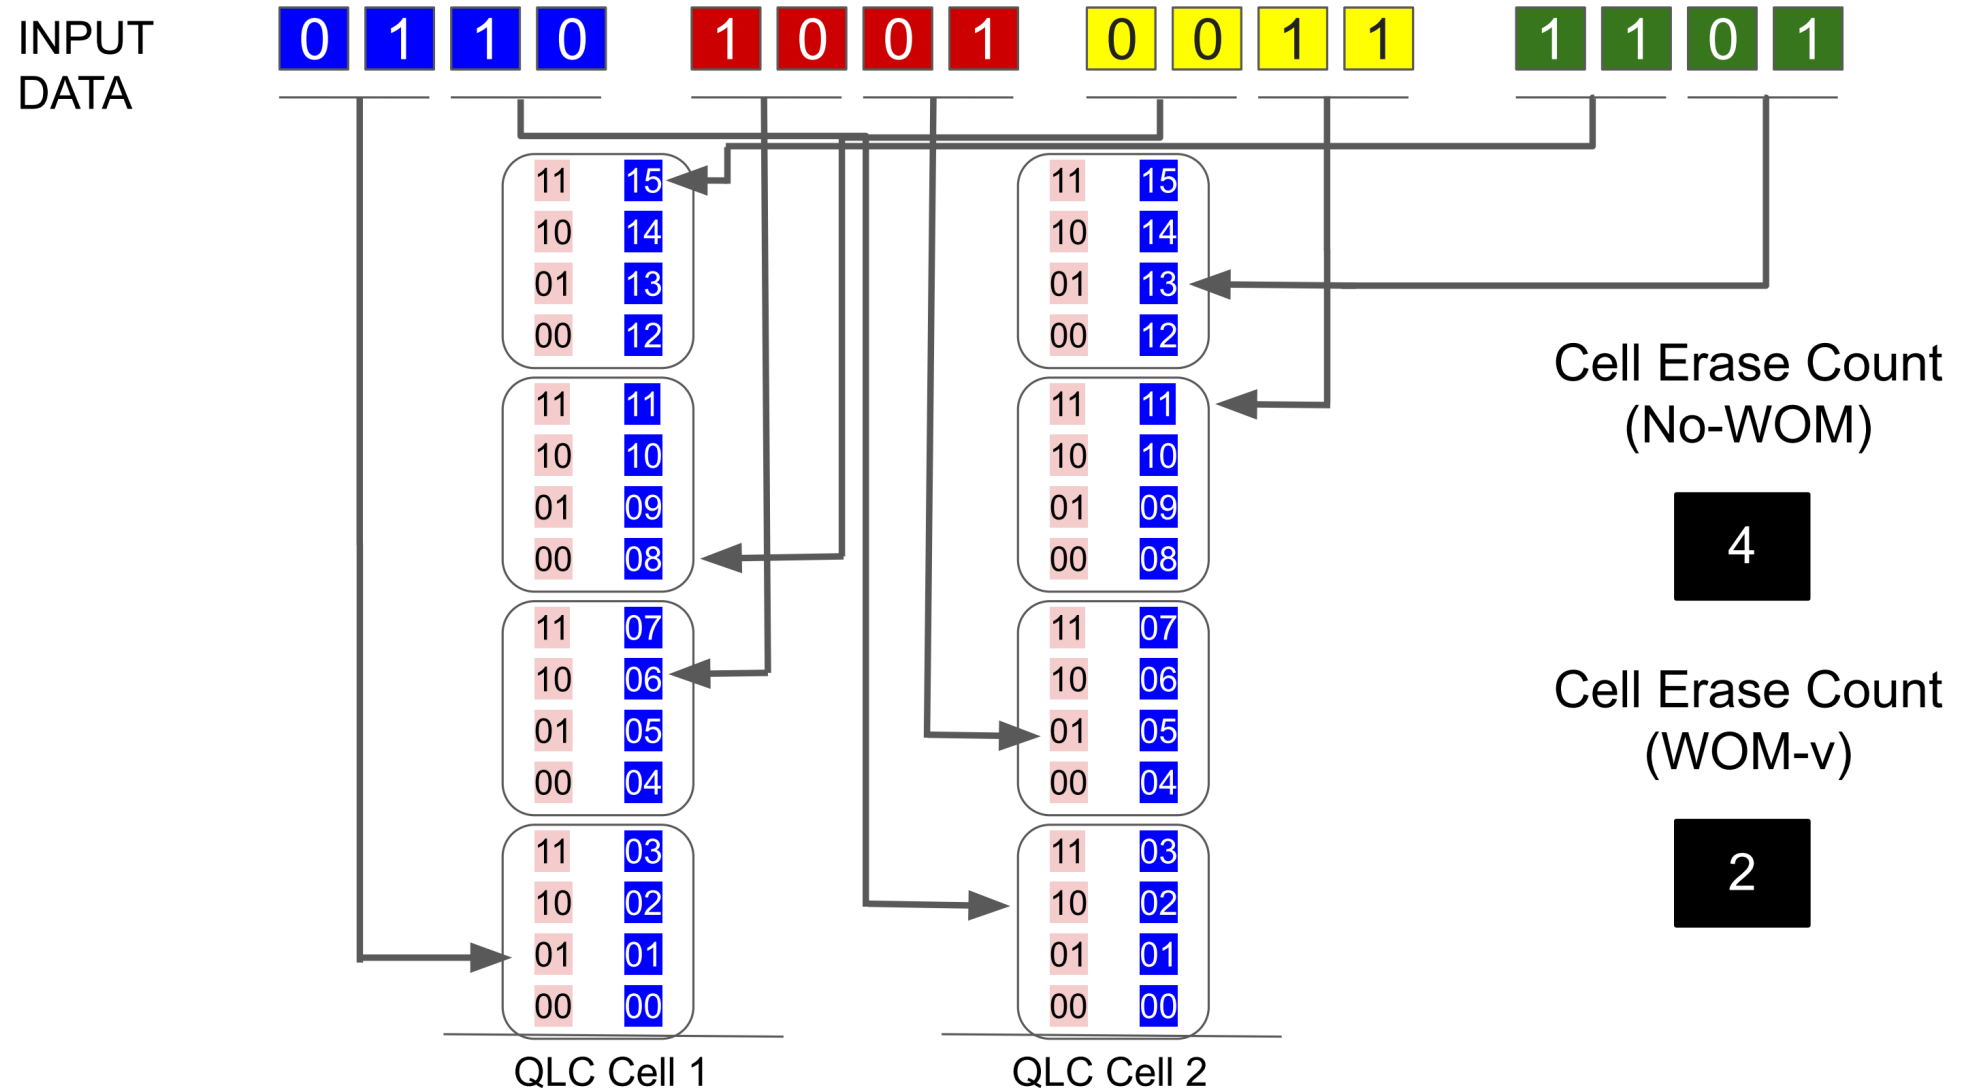 INPUT DATA
0 1 1 0 1 0 0 1 0 0 1 1 1 1 0 1
11 15 11 15
10 14 10 14
01 13 01 13
00 12 00 12
11 11 11 11
10 10 10 10
01 09 01 09
00 08 00 08
11 07 11 07
10 06 10 06
01 05 01 05
00 04 00 04
11 03 11 03
10 02 10 02
01 01 01 01
00 00 00 00
QLC Cell 1 QLC Cell 2
Cell Erase Count
(No-WOM)
4
Cell Erase Count
(WOM-v)
2